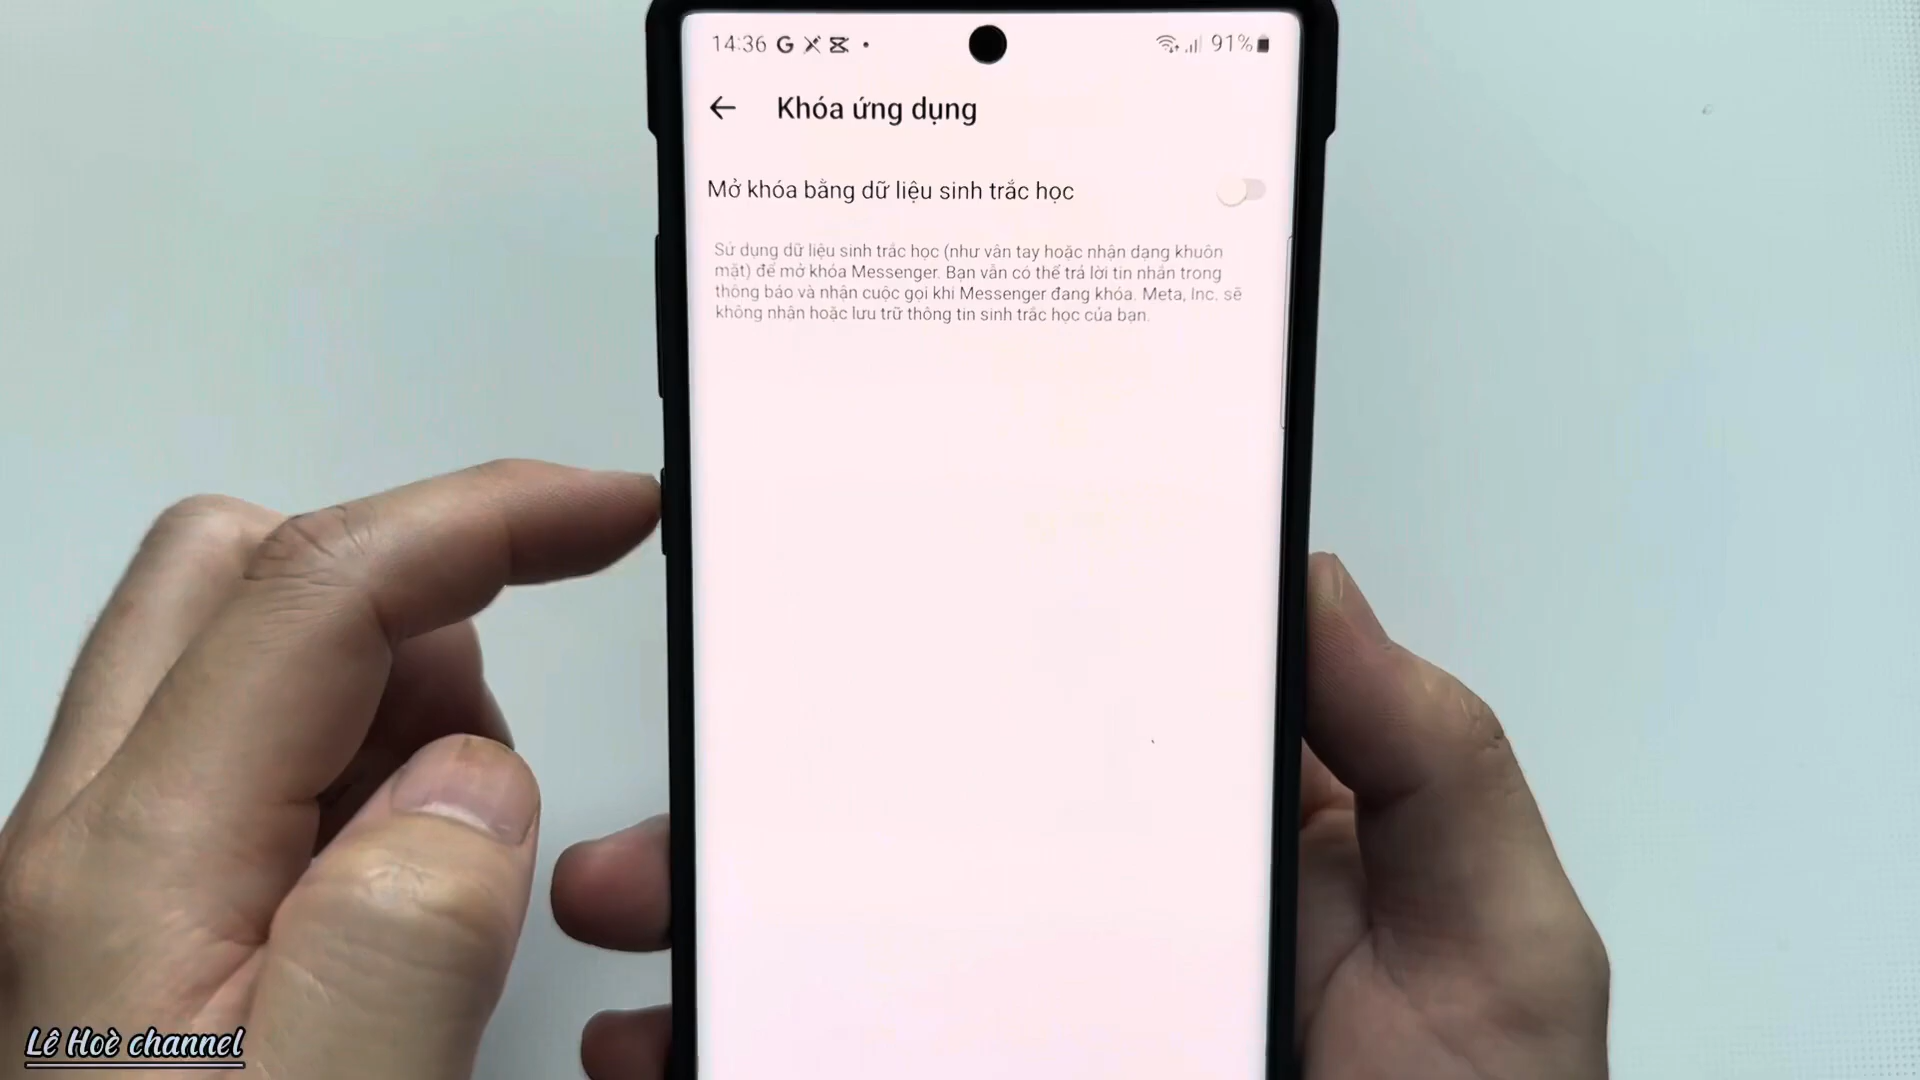 14:36
91%
Khóa ứng dụng
Mở khóa bằng dữ liệu sinh trắc học
Sử dụng dữ liệu sinh trắc học (như vân tay hoặc nhận dạng khuôn
mặt) để mở khóa Messenger. Bạn vẫn có thể trả lời tin nhắn trong
thông báo và nhận cuộc gọi khi Messenger đang khóa. Meta, Inc. sẽ
không nhận hoặc lưu trữ thông tin sinh trắc học của bạn.
Lê Hoè channel